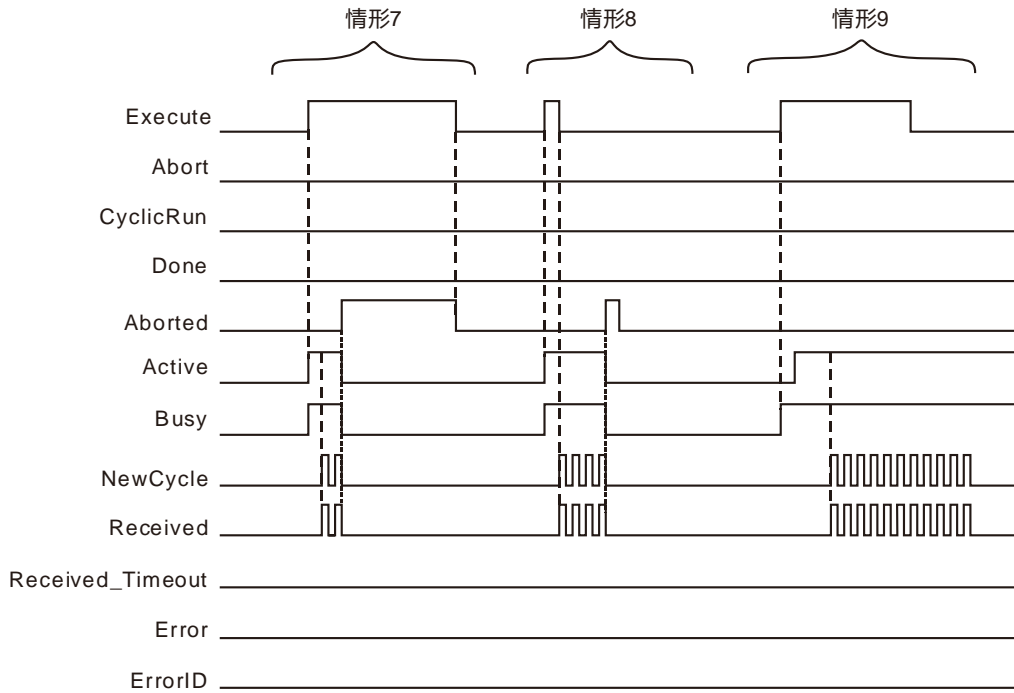 情形7 情形8 情形9
Execute
Abort
CyclicRun
Done
Aborted
Active
Busy
NewCycle
Received
Received_Timeout
Error
ErrorID